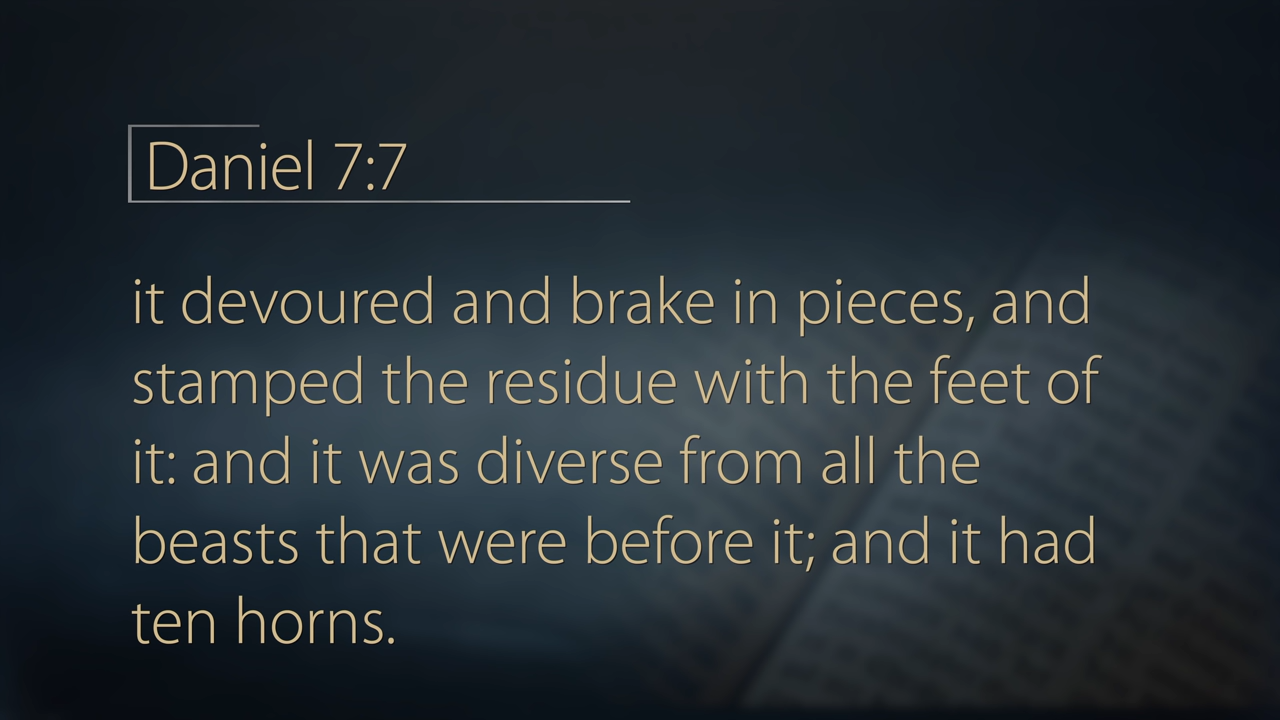 Daniel 7:7
it devoured and brake in pieces, and
stamped the residue with the feet of
it: and it was diverse from all the
beasts that were before it; and it had
ten horns.